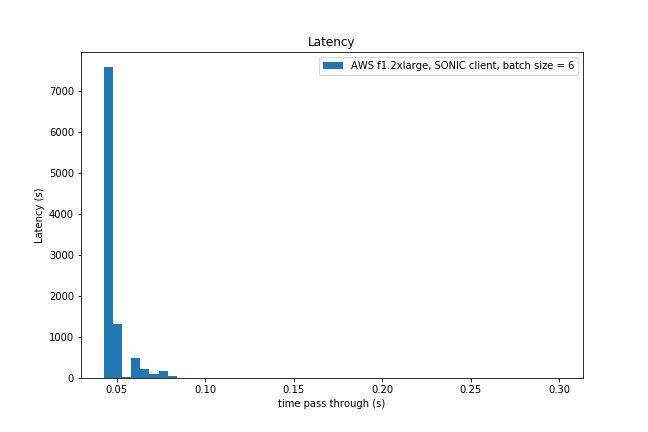 Latency
AWS f1.2xlarge, SONIC client, batch size = 6
Latency (s)
7000
6000
5000
4000
3000
2000
1000
0
0.05 0.10 0.15 0.20 0.25 0.30
time pass through (s)